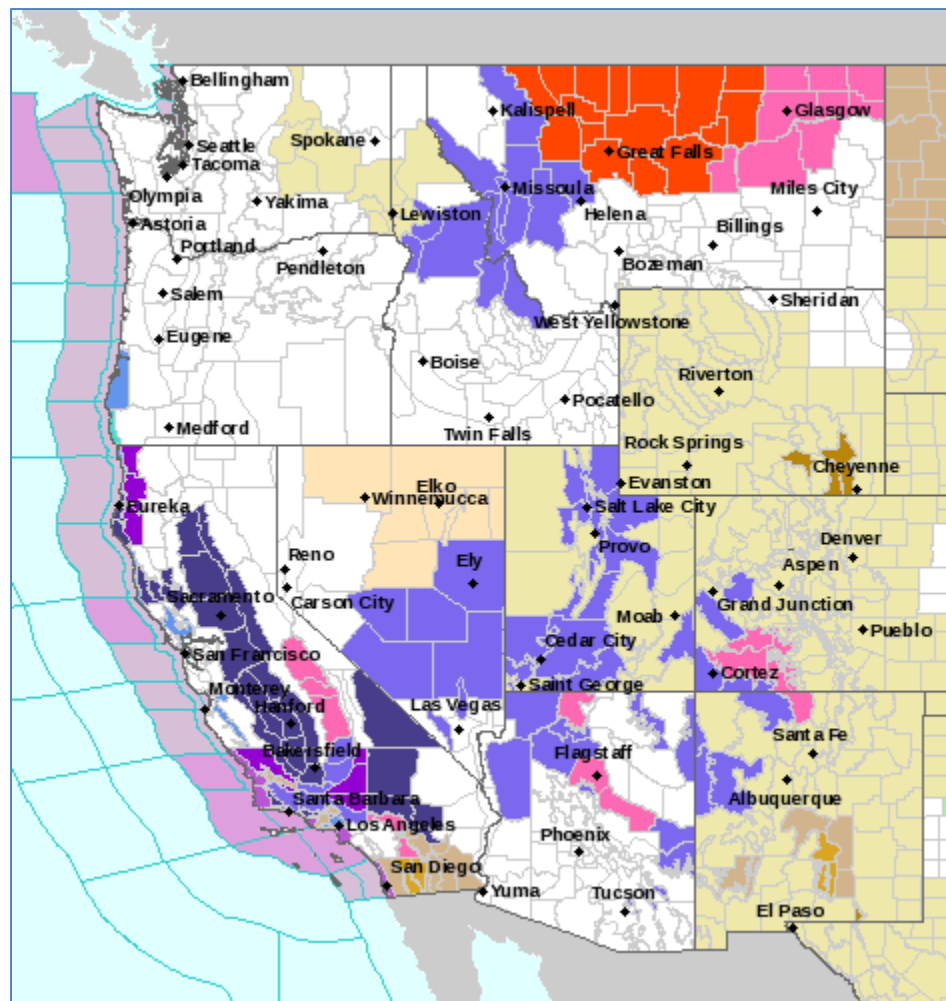 Bellingham
Kalispell
Glasgow
Seattle
Spokane
Great Falls
Tacoma
Missoula
Miles City
Olympia
Yakima
Lewiston
Helena
Astoria
Billings
Portland
Pendleton
Bozeman
Salem
Sheridan
West Yellowstone
Eugene
Boise
Riverton
Pocatello
Medford
Twin Falls
Rock Springs
Cheyenne
Elko
Evanston
Winnemucca
Eureka
Salt Lake City
Provo
Denver
Reno
Ely
Aspen
Carson City
Grand Junction
Sacramento
Moab
Pueblo
Cedar City
San Francisco
Cortez
Saint George
Monterey
Hanford
Las Vegas
Santa Fe
Bakersfield
Flagstaff
Albuquerque
Santa Barbara
Los Angeles
Phoenix
San Diego
Yuma
Tucson
El Paso